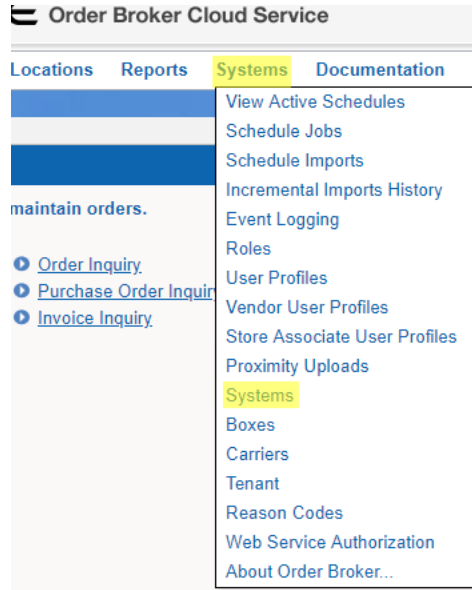 Order Broker Cloud Service
Locations Reports Systems Documentation
View Active Schedules
Schedule Jobs
Schedule Imports
Incremental Imports History
Event Logging
Roles
User Profiles
Vendor User Profiles
Store Associate User Profiles
Proximity Uploads
Systems
Boxes
Carriers
Tenant
Reason Codes
Web Service Authorization
About Order Broker...
maintain orders.
Order Inquiry
Purchase Order Inquir
Invoice Inquiry